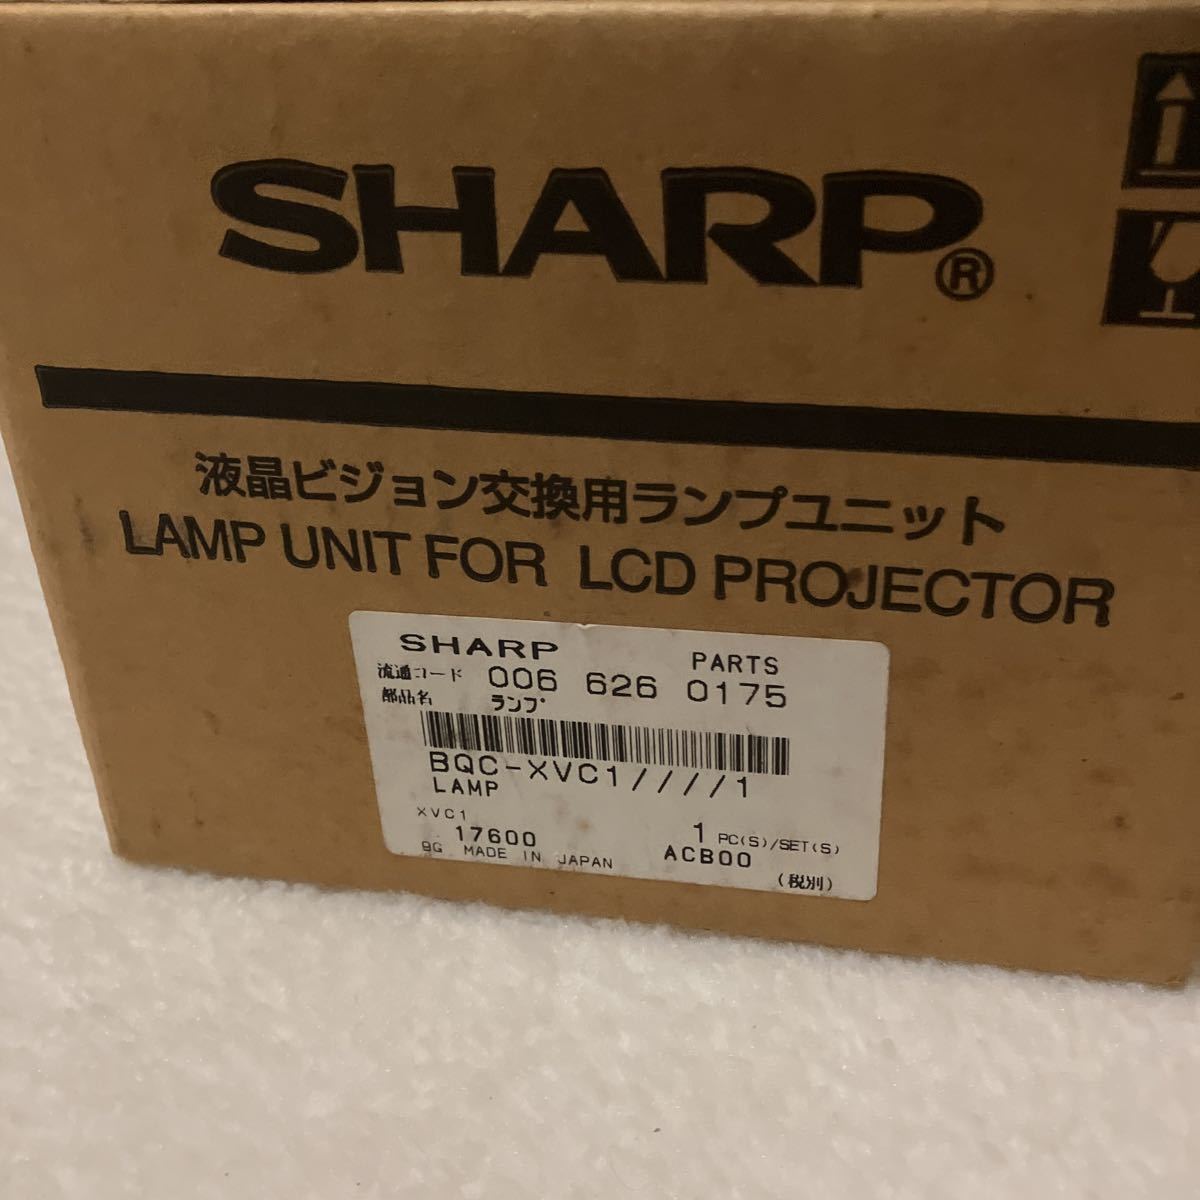 SHARP®
液晶ビジョン交換用ランプユニット
LAMP UNIT FOR LCD PROJECTOR
SHARP PARTS
流通コード 006 626 0175
部品名 ランプ
BQC-XVC1////1
LAMP
XVC1
17600 1 PC(S)/SET(S)
BG MADE IN JAPAN ACB00
(税別)